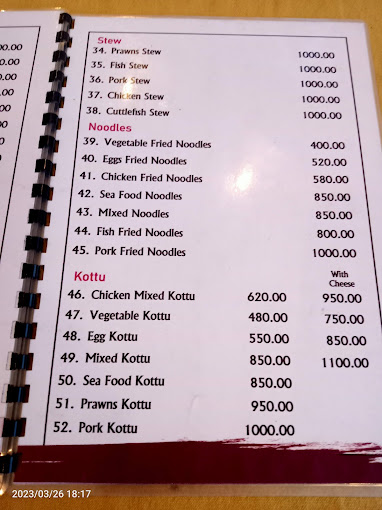 Stew
34. Prawns Stew 1000.00
35. Fish Stew 1000.00
36. Pork Stew 1000.00
37. Chicken Stew 1000.00
38. Cuttlefish Stew 1000.00
Noodles
39. Vegetable Fried Noodles 400.00
40. Eggs Fried Noodles 520.00
41. Chicken Fried Noodles 580.00
42. Sea Food Noodles 850.00
43. MIxed Noodles 850.00
44. Fish Fried Noodles 800.00
45. Pork Fried Noodles 1000.00
Kottu With Cheese
46. Chicken Mixed Kottu 620.00 950.00
47. Vegetable Kottu 480.00 750.00
48. Egg Kottu 550.00 850.00
49. Mixed Kottu 850.00 1100.00
50. Sea Food Kottu 850.00
51. Prawns Kottu 950.00
52. Pork Kottu 1000.00
2023/03/26 18:17